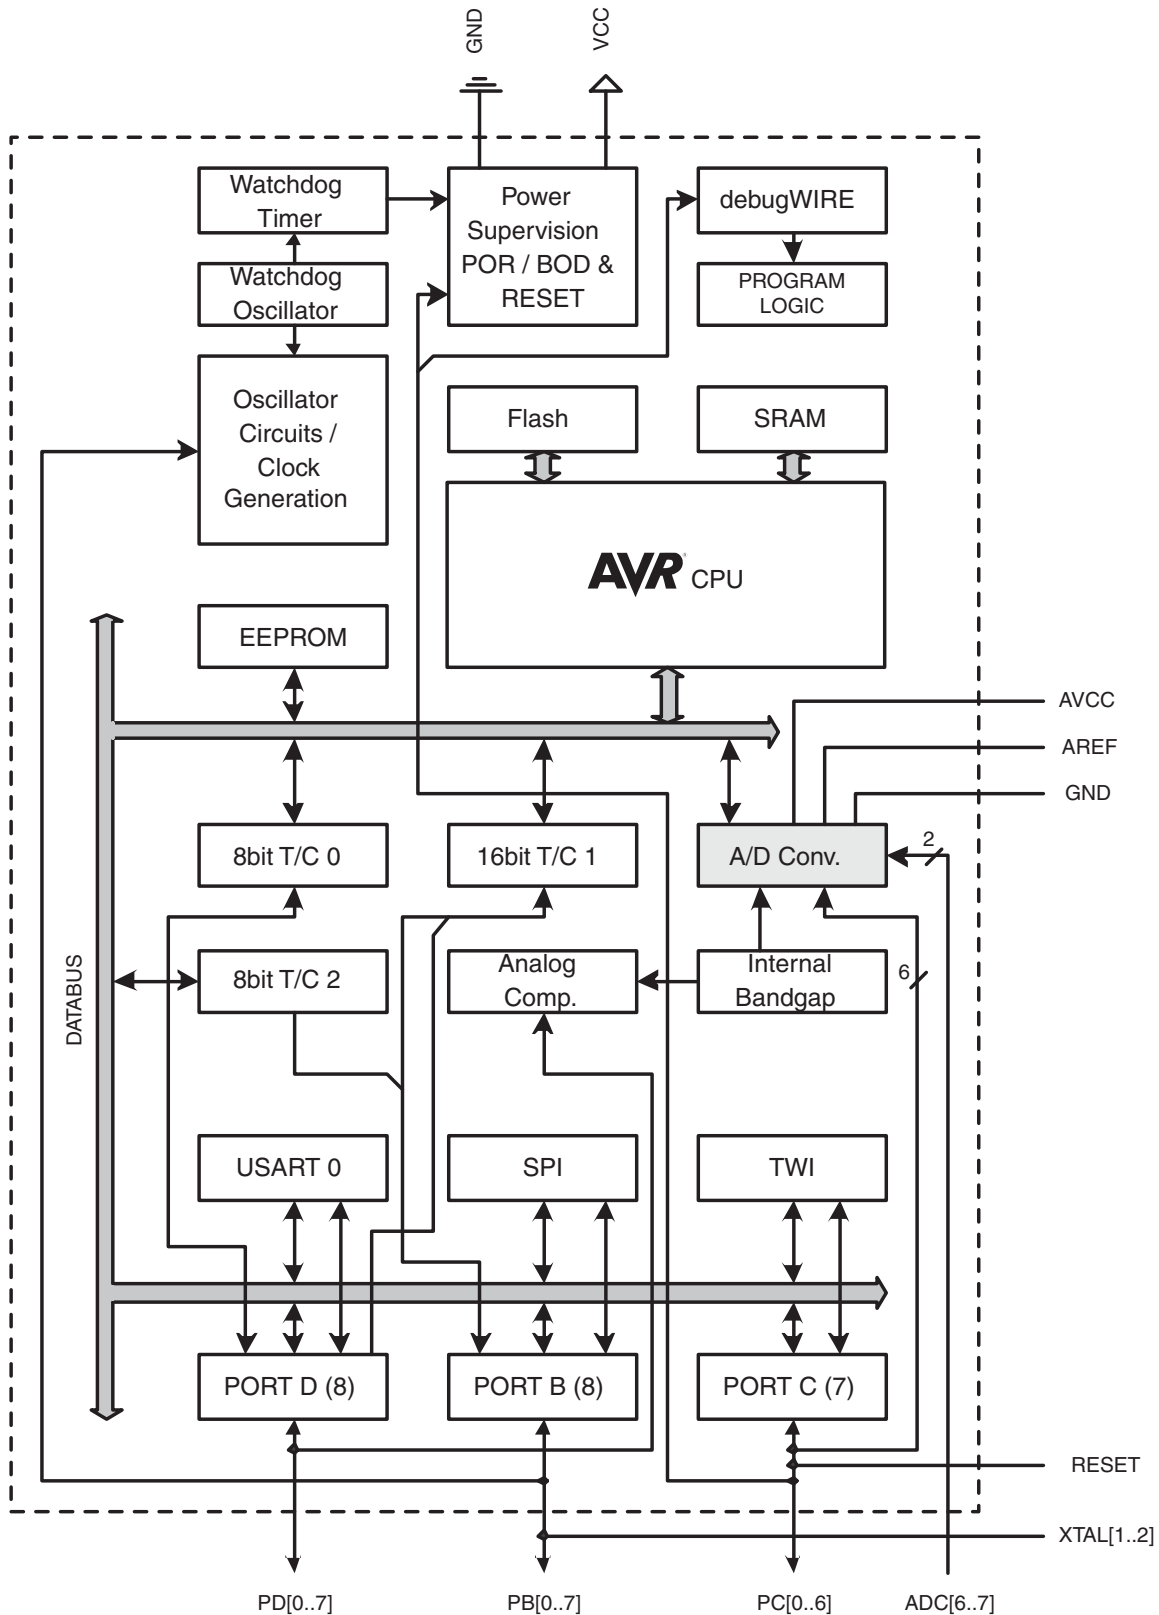 GND
VCC
Watchdog
Timer
Watchdog
Oscillator
Oscillator
Circuits /
Clock
Generation
Power
Supervision
POR / BOD &
RESET
debugWIRE
PROGRAM
LOGIC
Flash
SRAM
AVR® CPU
EEPROM
AVCC
AREF
GND
8bit T/C 0
16bit T/C 1
A/D Conv.
2
DATABUS
8bit T/C 2
Analog
Comp.
Internal
Bandgap
6
USART 0
SPI
TWI
PORT D (8)
PORT B (8)
PORT C (7)
RESET
XTAL[1..2]
PD[0..7]
PB[0..7]
PC[0..6]
ADC[6..7]